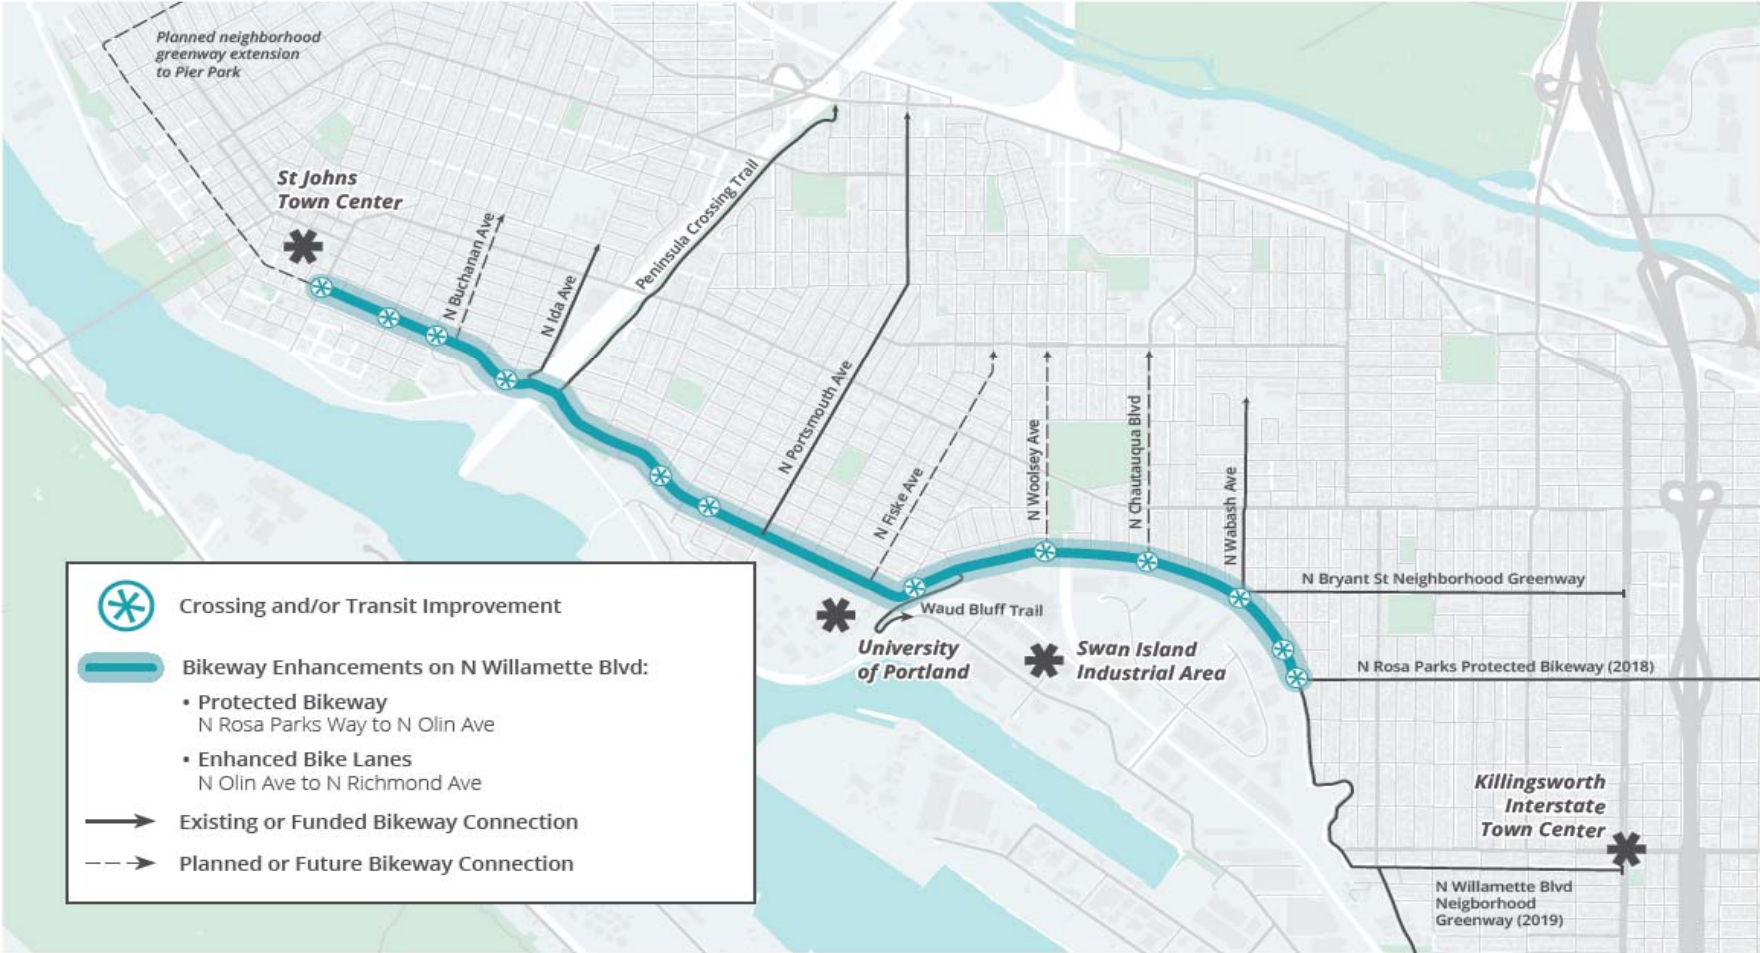 Planned neighborhood
greenway extension
to Pier Park
St Johns
Town Center
N Buchanan Ave
N Ida Ave
Peninsula Crossing Trail
N Portsmouth Ave
N Fiske Ave
N Woolsey Ave
N Chautauqua Blvd
N Wabash Ave
N Bryant St Neighborhood Greenway
Waud Bluff Trail
University
of Portland
Swan Island
Industrial Area
N Rosa Parks Protected Bikeway (2018)
Killingsworth
Interstate
Town Center
N Willamette Blvd
Neigborhood
Greenway (2019)
Crossing and/or Transit Improvement
Bikeway Enhancements on N Willamette Blvd:
• Protected Bikeway
N Rosa Parks Way to N Olin Ave
• Enhanced Bike Lanes
N Olin Ave to N Richmond Ave
Existing or Funded Bikeway Connection
Planned or Future Bikeway Connection